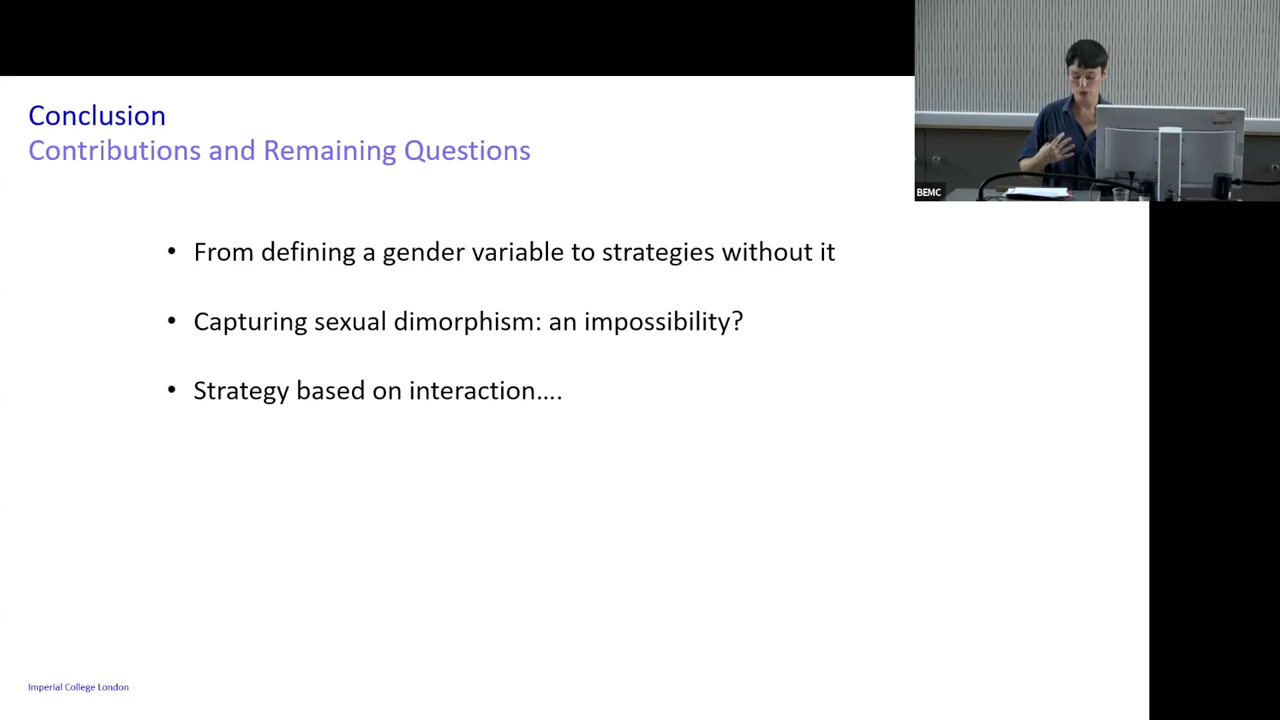 Conclusion
Contributions and Remaining Questions
BEMC
• From defining a gender variable to strategies without it
• Capturing sexual dimorphism: an impossibility?
• Strategy based on interaction....
Imperial College London